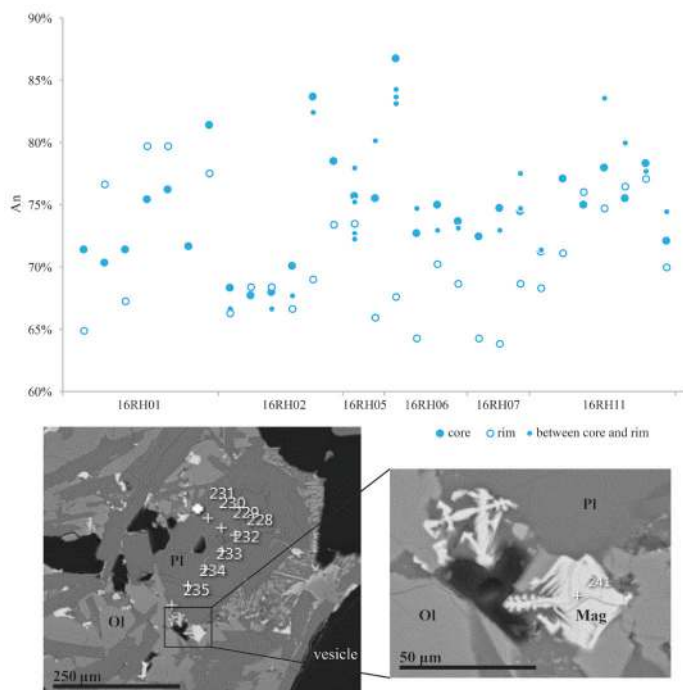 90%
85%
80%
75%
70%
65%
60%
An
16RH01 16RH02 16RH05 16RH06 16RH07 16RH11
core rim between core and rim
231
230
229
228
232
Pl
233
234
235
Ol
vesicle
250 µm
Pl
241
Ol
Mag
50 µm